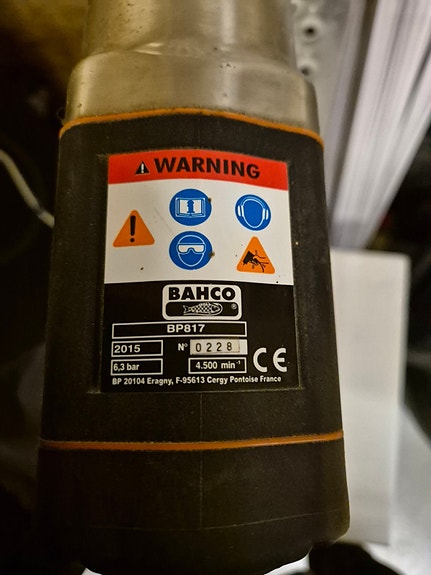 WARNING
BAHCO
®
BP817
2015 N° 0228
6,3 bar 4.500 min⁻¹ CE
BP 20104 Eragny, F-95613 Cergy Pontoise France